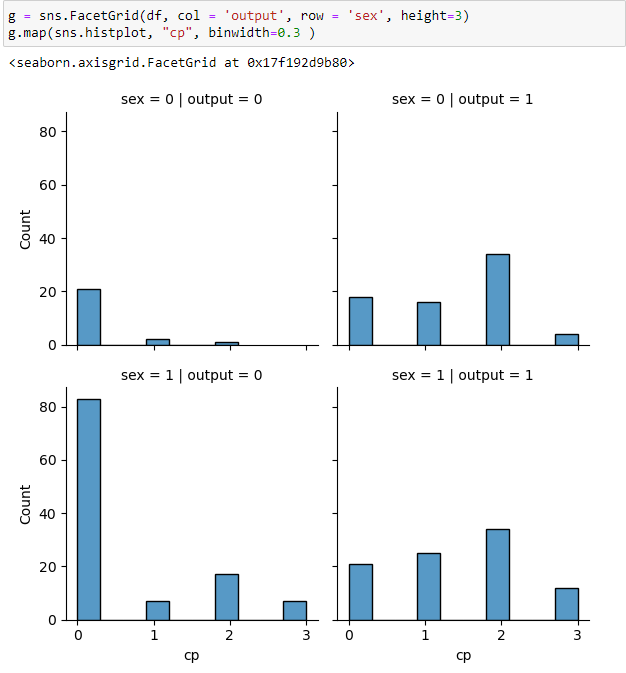 g = sns.FacetGrid(df, col = 'output', row = 'sex', height=3)
g.map(sns.histplot, "cp", binwidth=0.3 )
<seaborn.axisgrid.FacetGrid at 0x17f192d9b80>
sex = 0 | output = 0
sex = 0 | output = 1
80
60
40
20
0
Count
sex = 1 | output = 0
sex = 1 | output = 1
80
60
40
20
0
Count
0 1 2 3
0 1 2 3
cp
cp